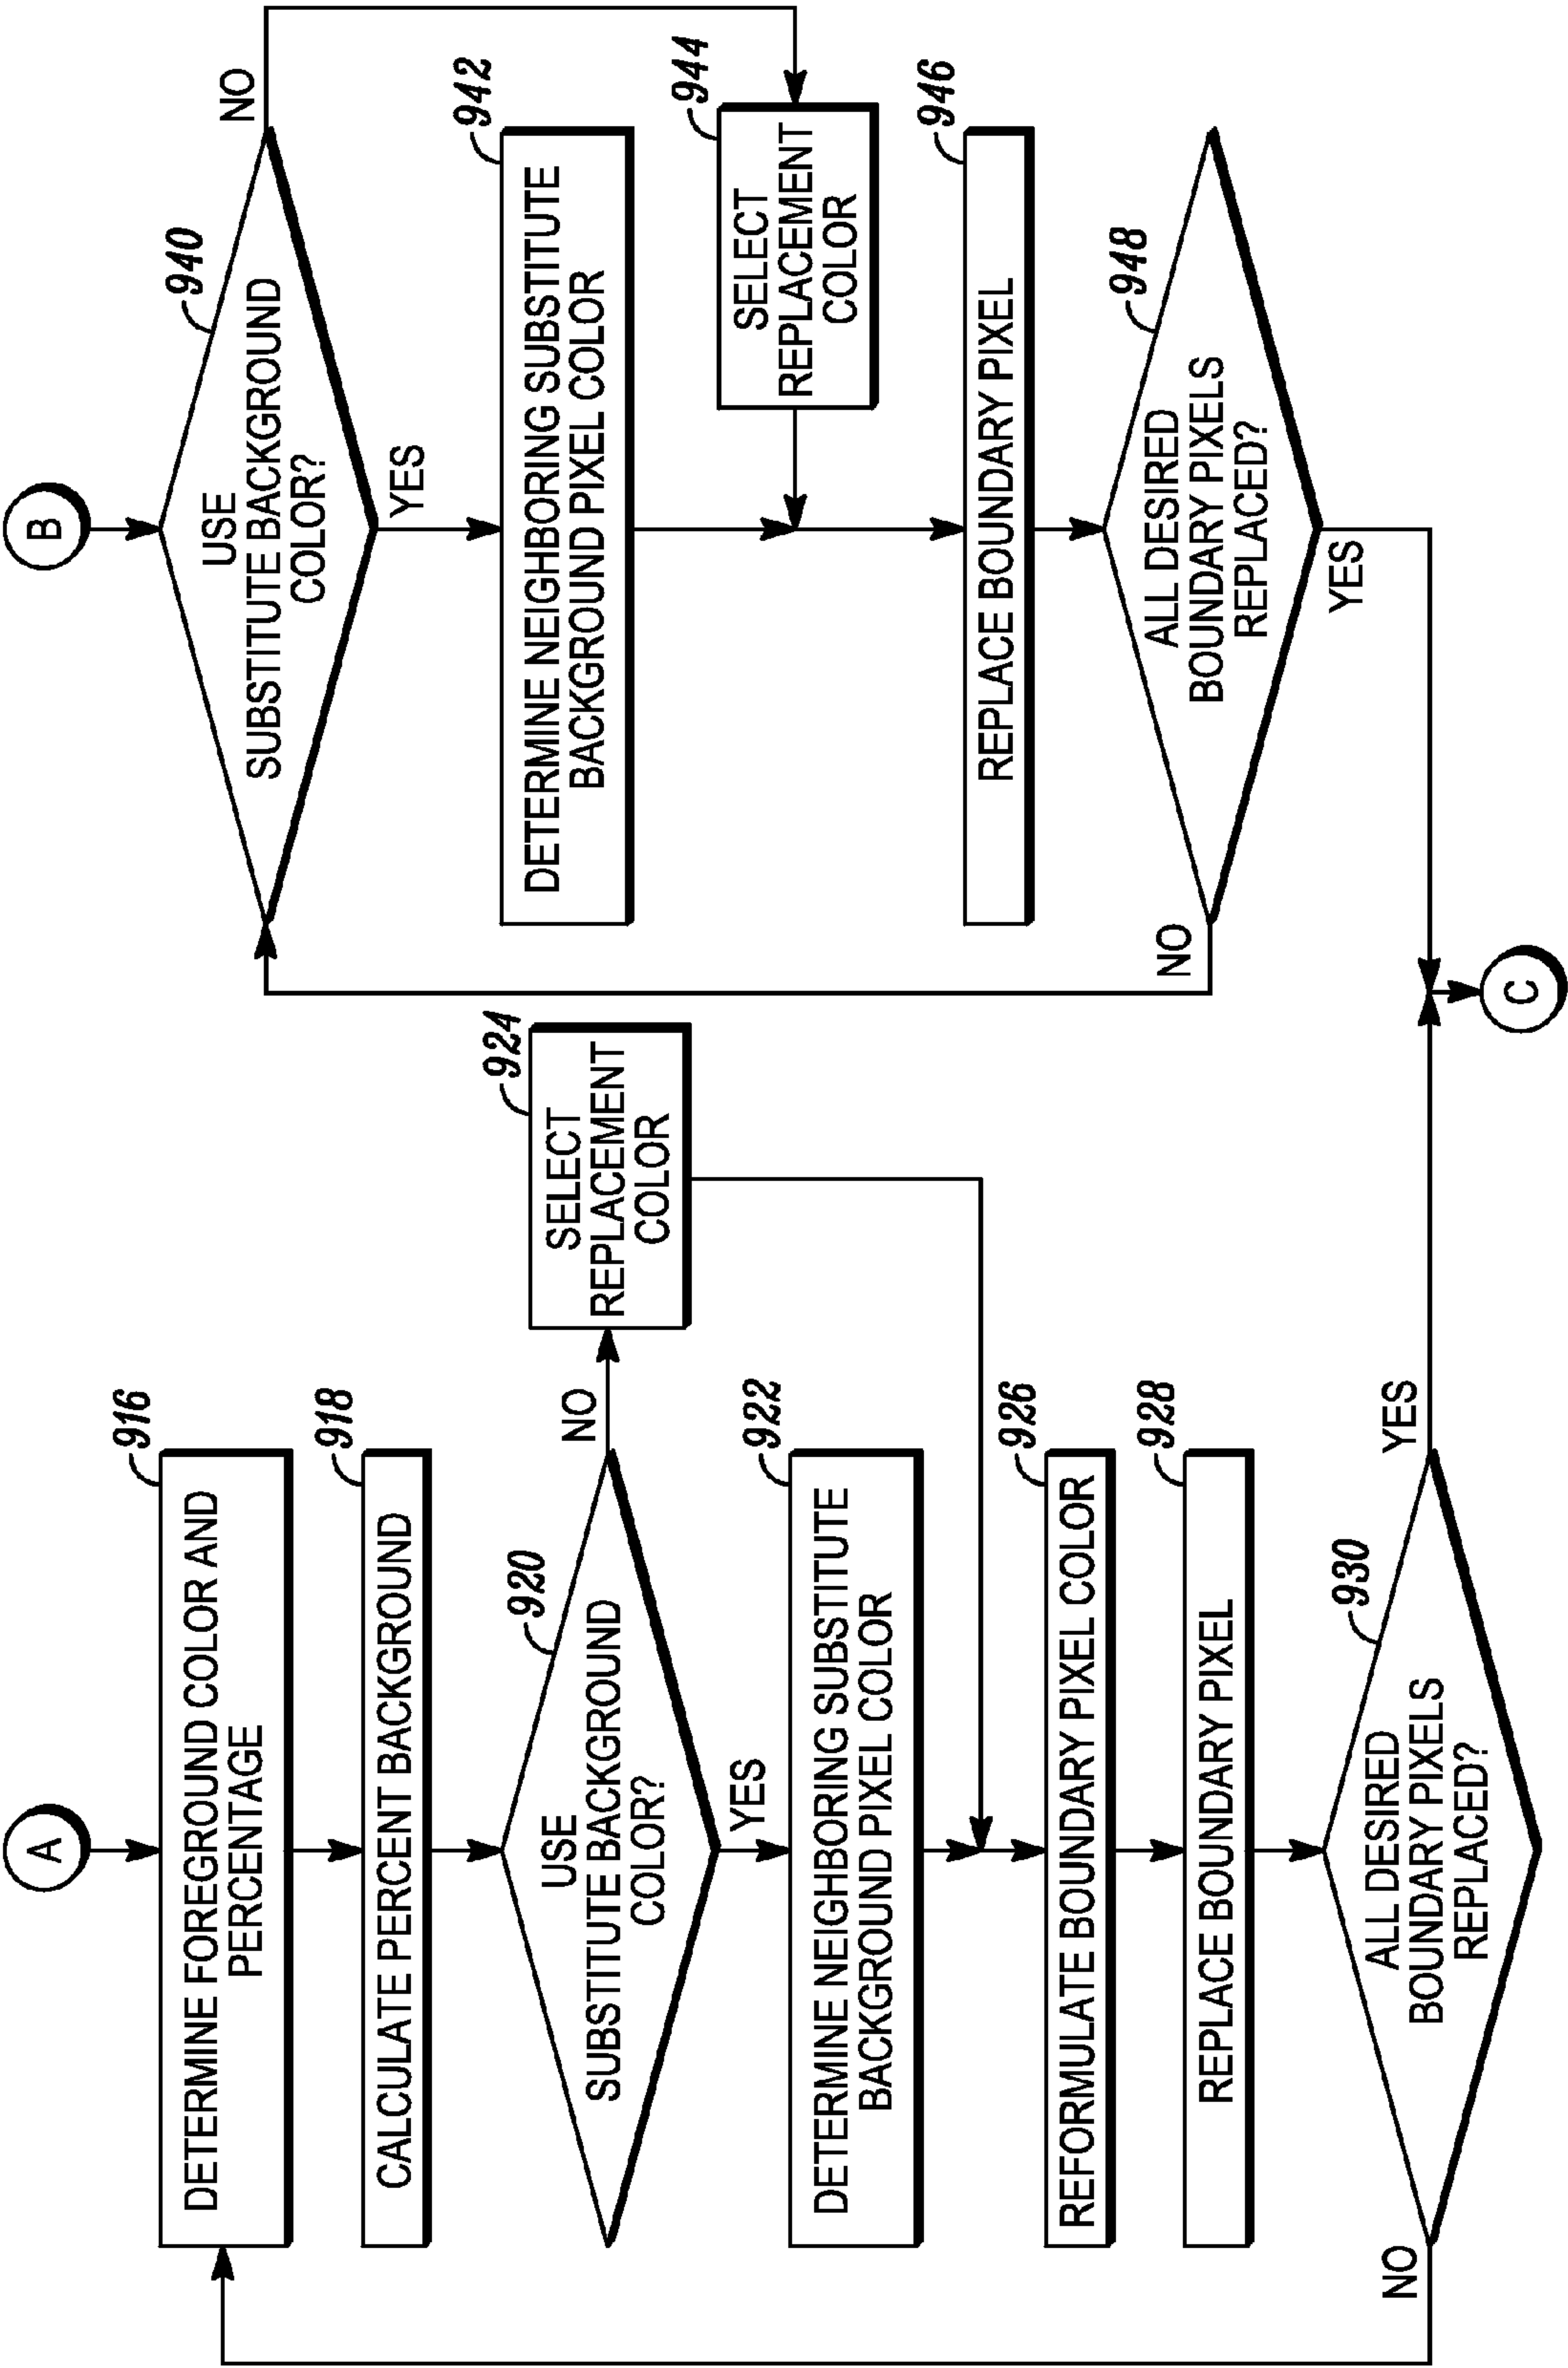 A
916
DETERMINE FOREGROUND COLOR AND
PERCENTAGE
918
CALCULATE PERCENT BACKGROUND
920
USE
SUBSTITUTE BACKGROUND
COLOR?
NO
YES
924
SELECT
REPLACEMENT
COLOR
922
DETERMINE NEIGHBORING SUBSTITUTE
BACKGROUND PIXEL COLOR
926
REFORMULATE BOUNDARY PIXEL COLOR
928
REPLACE BOUNDARY PIXEL
930
ALL DESIRED
BOUNDARY PIXELS
REPLACED?
NO
YES
B
940
USE
SUBSTITUTE BACKGROUND
COLOR?
NO
YES
942
DETERMINE NEIGHBORING SUBSTITUTE
BACKGROUND PIXEL COLOR
944
SELECT
REPLACEMENT
COLOR
946
REPLACE BOUNDARY PIXEL
948
ALL DESIRED
BOUNDARY PIXELS
REPLACED?
NO
YES
C